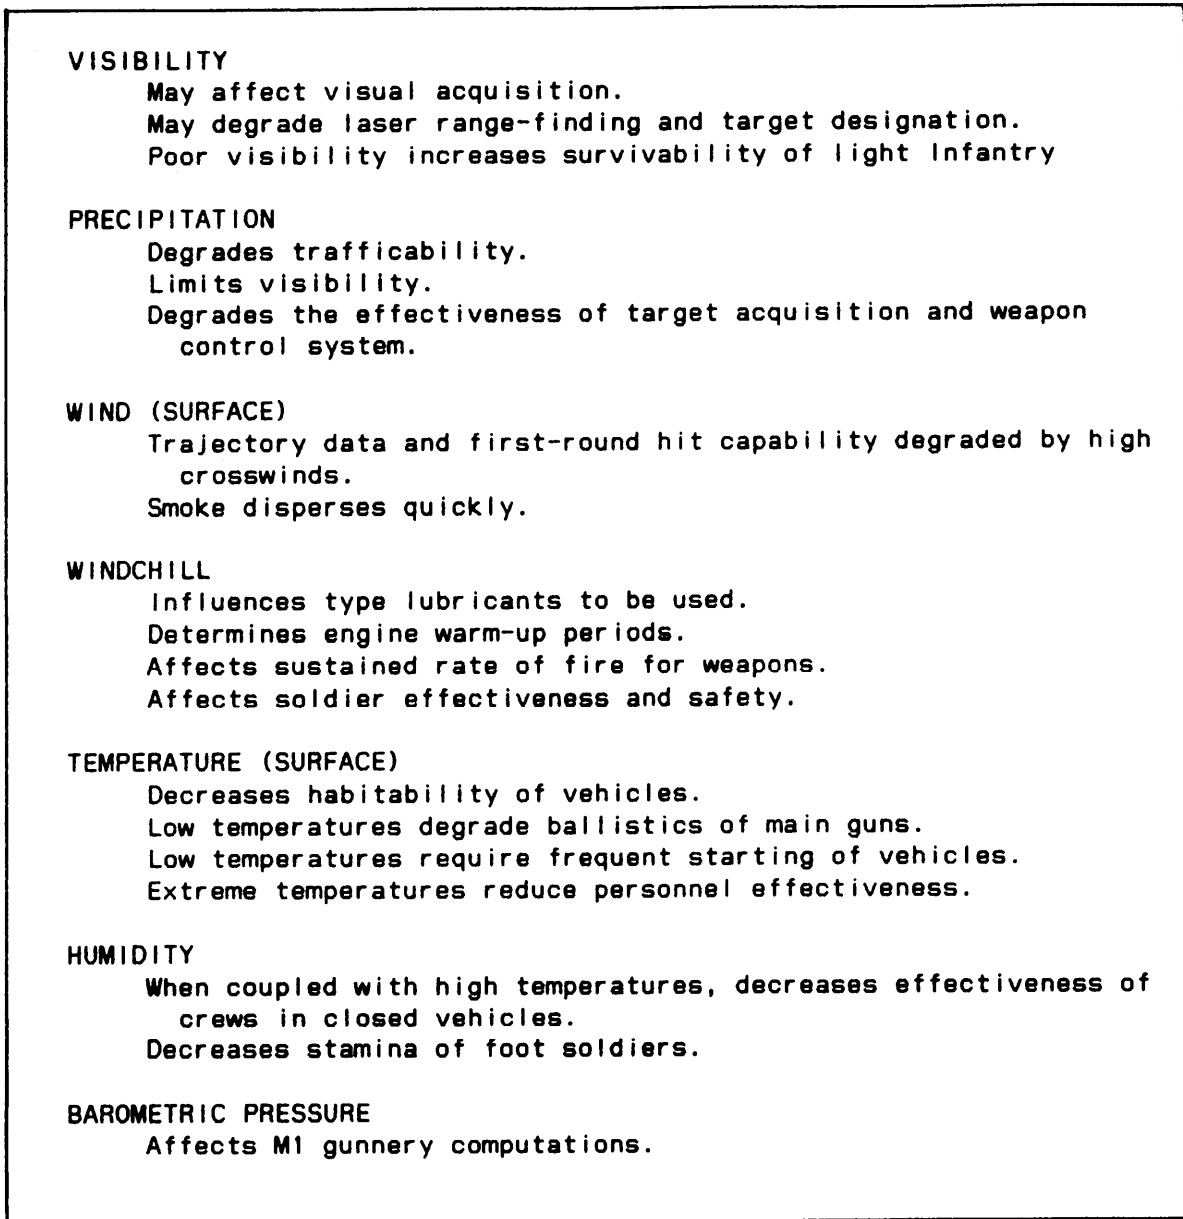 VISIBILITY
May affect visual acquisition.
May degrade laser range-finding and target designation.
Poor visibility increases survivability of light Infantry
PRECIPITATION
Degrades trafficability.
Limits visibility.
Degrades the effectiveness of target acquisition and weapon
control system.
WIND (SURFACE)
Trajectory data and first-round hit capability degraded by high
crosswinds.
Smoke disperses quickly.
WINDCHILL
Influences type lubricants to be used.
Determines engine warm-up periods.
Affects sustained rate of fire for weapons.
Affects soldier effectiveness and safety.
TEMPERATURE (SURFACE)
Decreases habitability of vehicles.
Low temperatures degrade ballistics of main guns.
Low temperatures require frequent starting of vehicles.
Extreme temperatures reduce personnel effectiveness.
HUMIDITY
When coupled with high temperatures, decreases effectiveness of
crews in closed vehicles.
Decreases stamina of foot soldiers.
BAROMETRIC PRESSURE
Affects M1 gunnery computations.